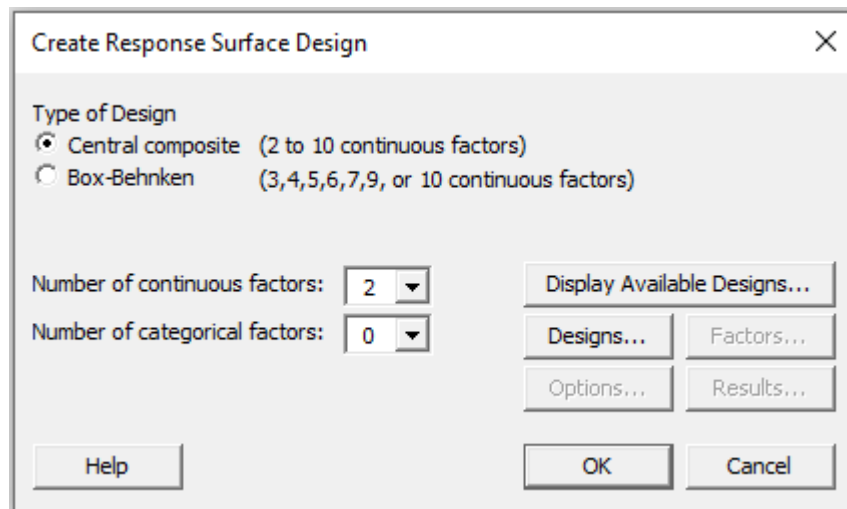 Create Response Surface Design
Type of Design
Central composite (2 to 10 continuous factors)
Box-Behnken (3,4,5,6,7,9, or 10 continuous factors)
Number of continuous factors: 2
Display Available Designs...
Number of categorical factors: 0
Designs... Factors...
Options... Results...
Help OK Cancel